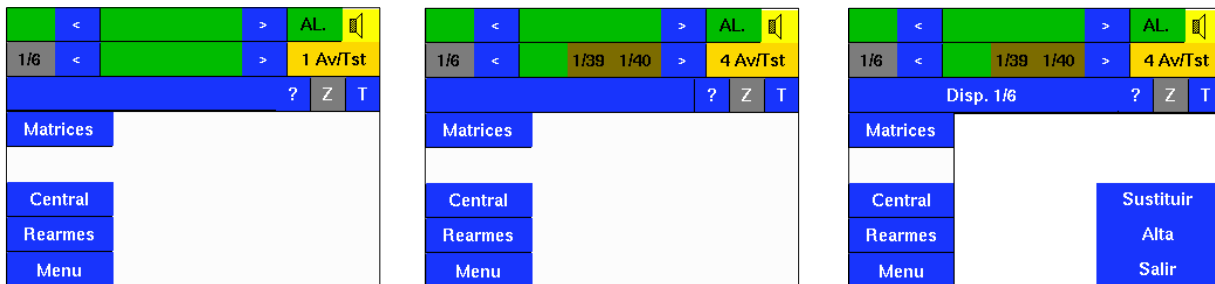 < > AL.
1/6 < > 1 Av/Tst
? Z T
Matrices
Central
Rearmes
Menu
< > AL.
1/6 < 1/39 1/40 > 4 Av/Tst
? Z T
Matrices
Central
Rearmes
Menu
< > AL.
1/6 < 1/39 1/40 > 4 Av/Tst
Disp. 1/6 ? Z T
Matrices
Central Sustituir
Rearmes Alta
Menu Salir